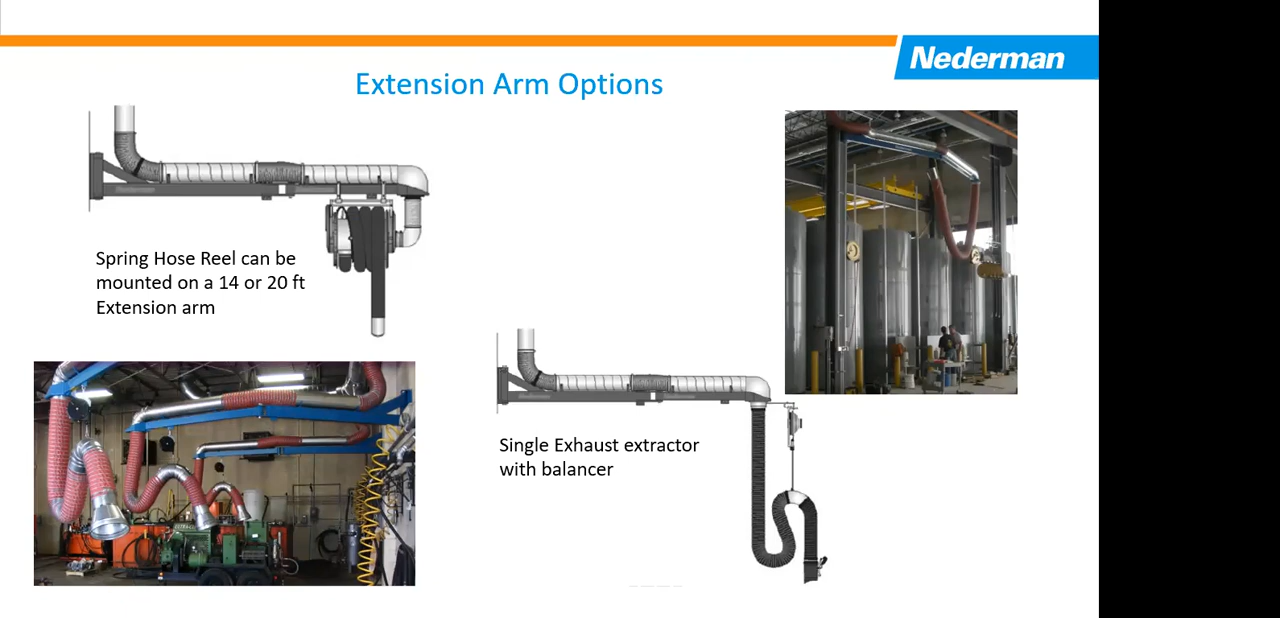 Nederman
Extension Arm Options
Spring Hose Reel can be
mounted on a 14 or 20 ft
Extension arm
Single Exhaust extractor
with balancer